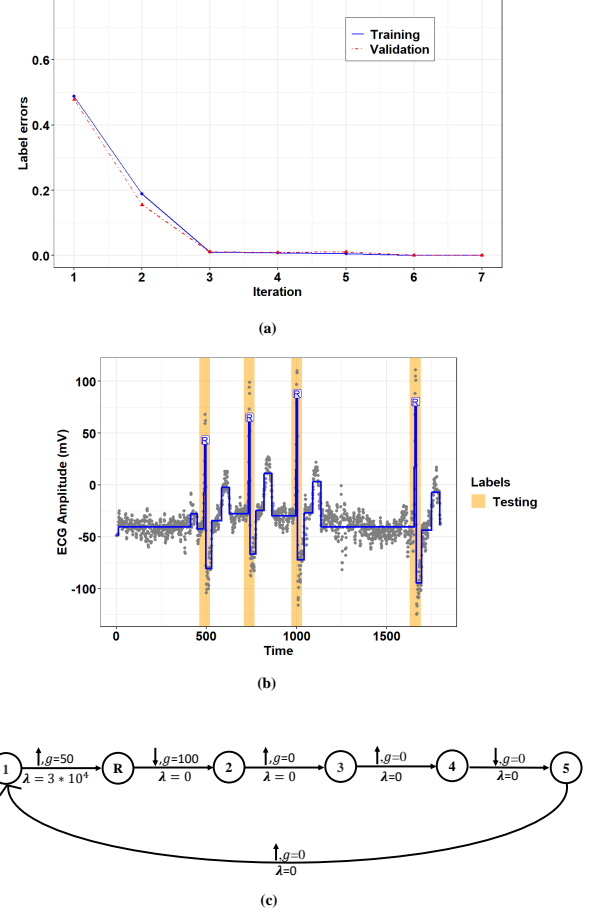 Training
Validation
0.6
0.4
0.2
0.0
Label errors
1 2 3 4 5 6 7
Iteration
(a)
100
50
0
-50
-100
ECG Amplitude (mV)
R R R R
0 500 1000 1500
Time
Labels
Testing
(b)
↑,g=50 ↓,g=100 ↑,g=0 ↑,g=0 ↓,g=0
1 R 2 3 4 5
λ = 3 * 10⁴ λ = 0 λ = 0 λ=0 λ=0
↑,g=0
λ=0
(c)